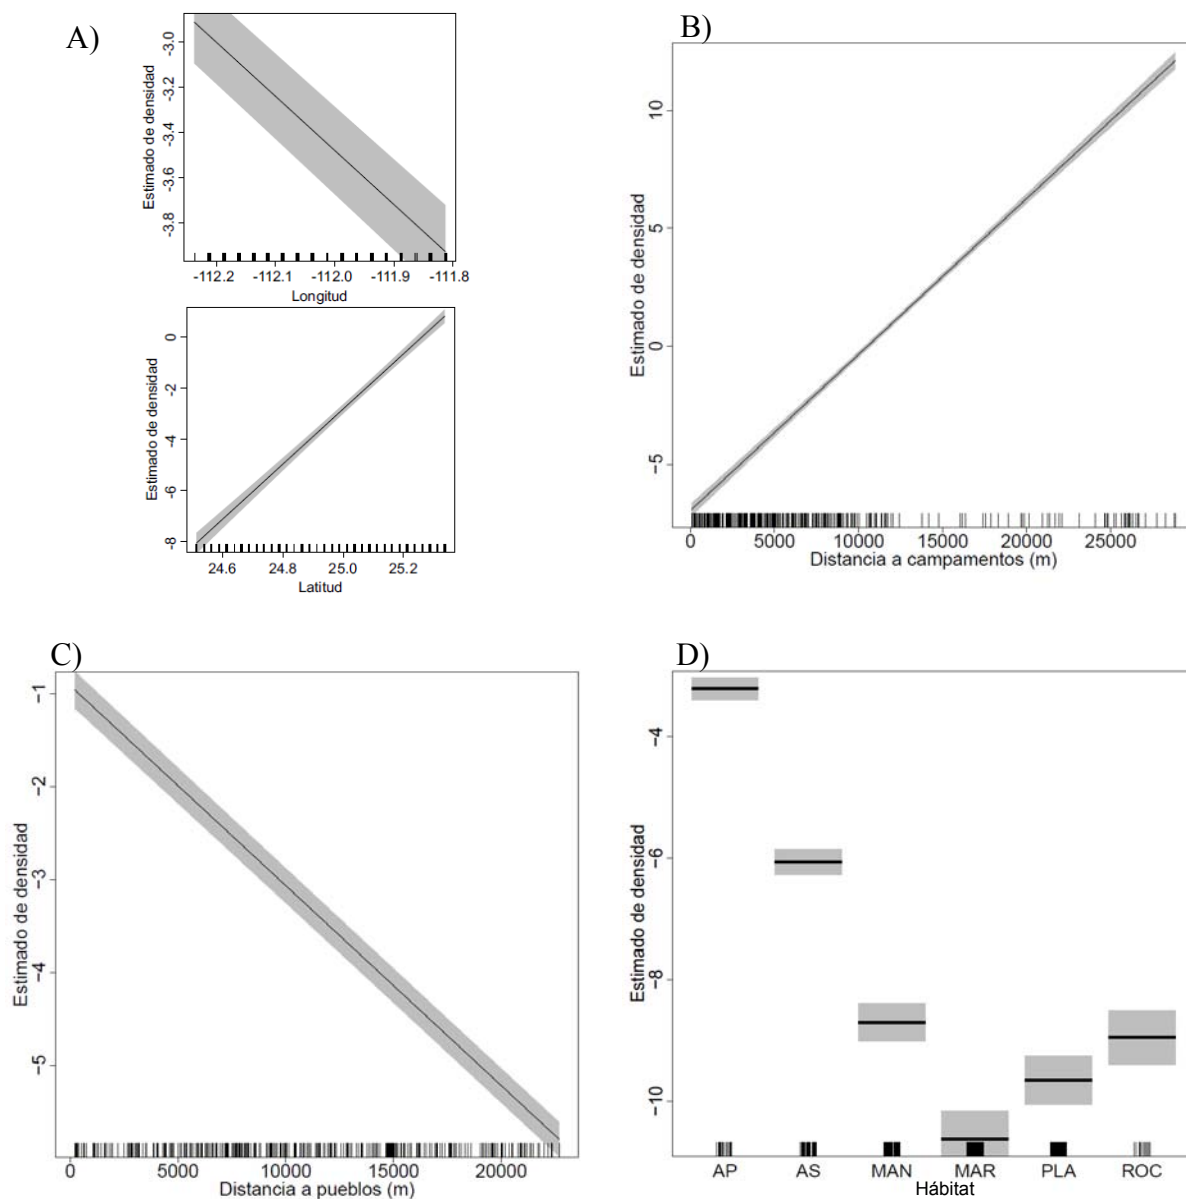 A)
Estimado de densidad
-3.0
-3.2
-3.4
-3.6
-3.8
-112.2 -112.1 -112.0 -111.9 -111.8
Longitud
Estimado de densidad
0
-2
-4
-6
-8
24.6 24.8 25.0 25.2
Latitud
B)
Estimado de densidad
10
5
0
−5
0 5000 10000 15000 20000 25000
Distancia a campamentos (m)
C)
Estimado de densidad
−1
−2
−3
−4
−5
0 5000 10000 15000 20000
Distancia a pueblos (m)
D)
Estimado de densidad
−4
−6
−8
−10
AP AS MAN MAR PLA ROC
Hábitat